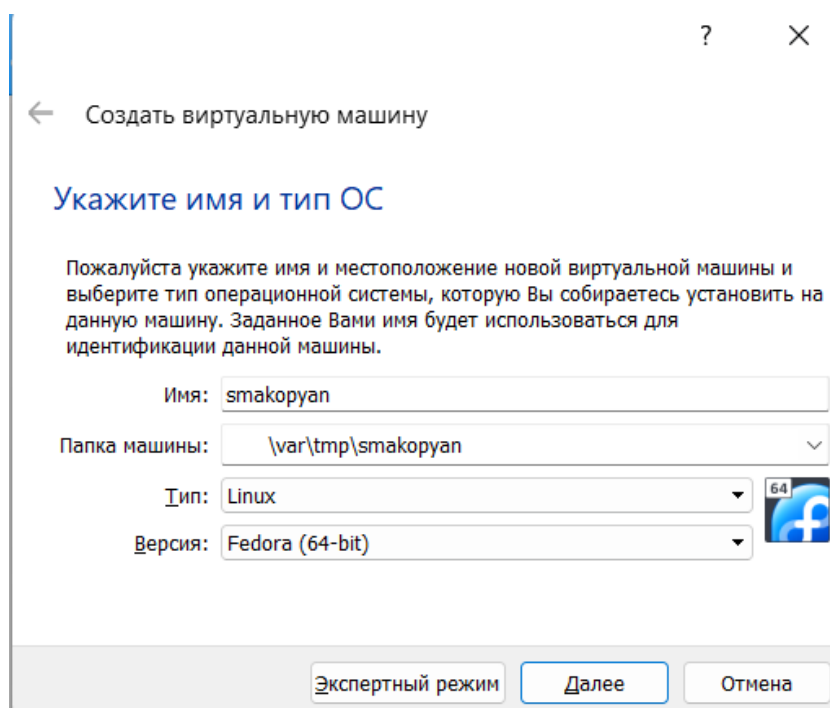 ?
Создать виртуальную машину
Укажите имя и тип ОС
Пожалуйста укажите имя и местоположение новой виртуальной машины и
выберите тип операционной системы, которую Вы собираетесь установить на
данную машину. Заданное Вами имя будет использоваться для
идентификации данной машины.
Имя: smakopyan
Папка машины: \var\tmp\smakopyan
Тип: Linux
64
Версия: Fedora (64-bit)
Экспертный режим Далее Отмена